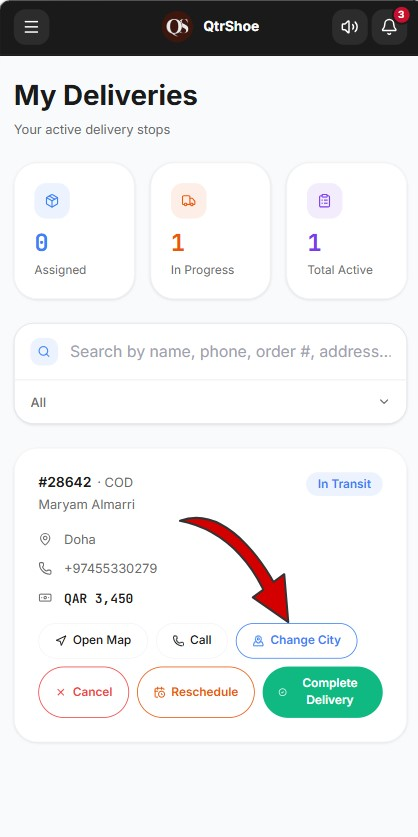 QS QtrShoe
3
My Deliveries
Your active delivery stops
0
Assigned
1
In Progress
1
Total Active
Search by name, phone, order #, address...
All
#28642 · COD
In Transit
Maryam Almarri
Doha
+97455330279
QAR 3,450
Open Map
Call
Change City
Cancel
Reschedule
Complete
Delivery